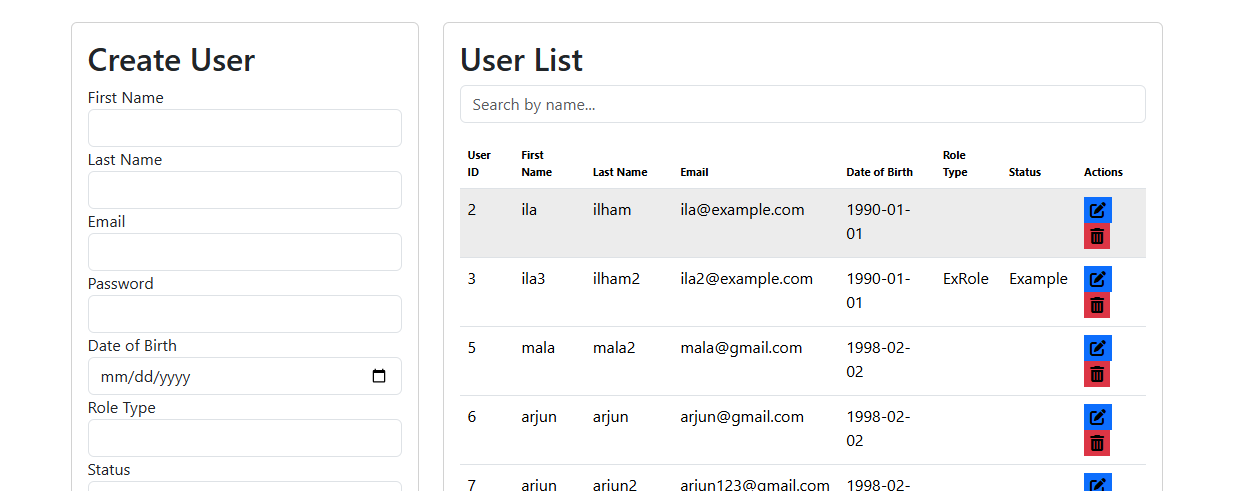 Create User
First Name
Last Name
Email
Password
Date of Birth
mm/dd/yyyy
Role Type
Status
User List
Search by name...
User ID First Name Last Name Email Date of Birth Role Type Status Actions
2 ila ilham ila@example.com 1990-01-
01
3 ila3 ilham2 ila2@example.com 1990-01- ExRole Example
01
5 mala mala2 mala@gmail.com 1998-02-
02
6 arjun arjun arjun@gmail.com 1998-02-
02
7 arjun arjun2 arjun123@gmail.com 1998-02-